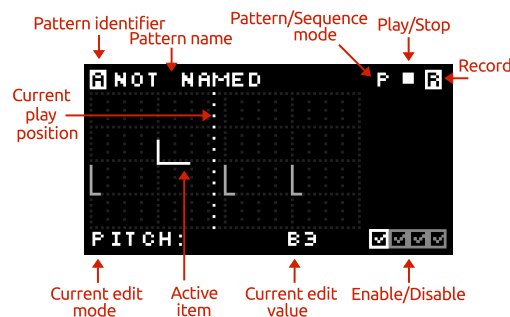 Pattern identifier
Pattern name
Pattern/Sequence
mode
Play/Stop
Record
A NOT NAMED
P
R
Current
play
position
PITCH:
B3
Current edit
mode
Active
item
Current edit
value
Enable/Disable